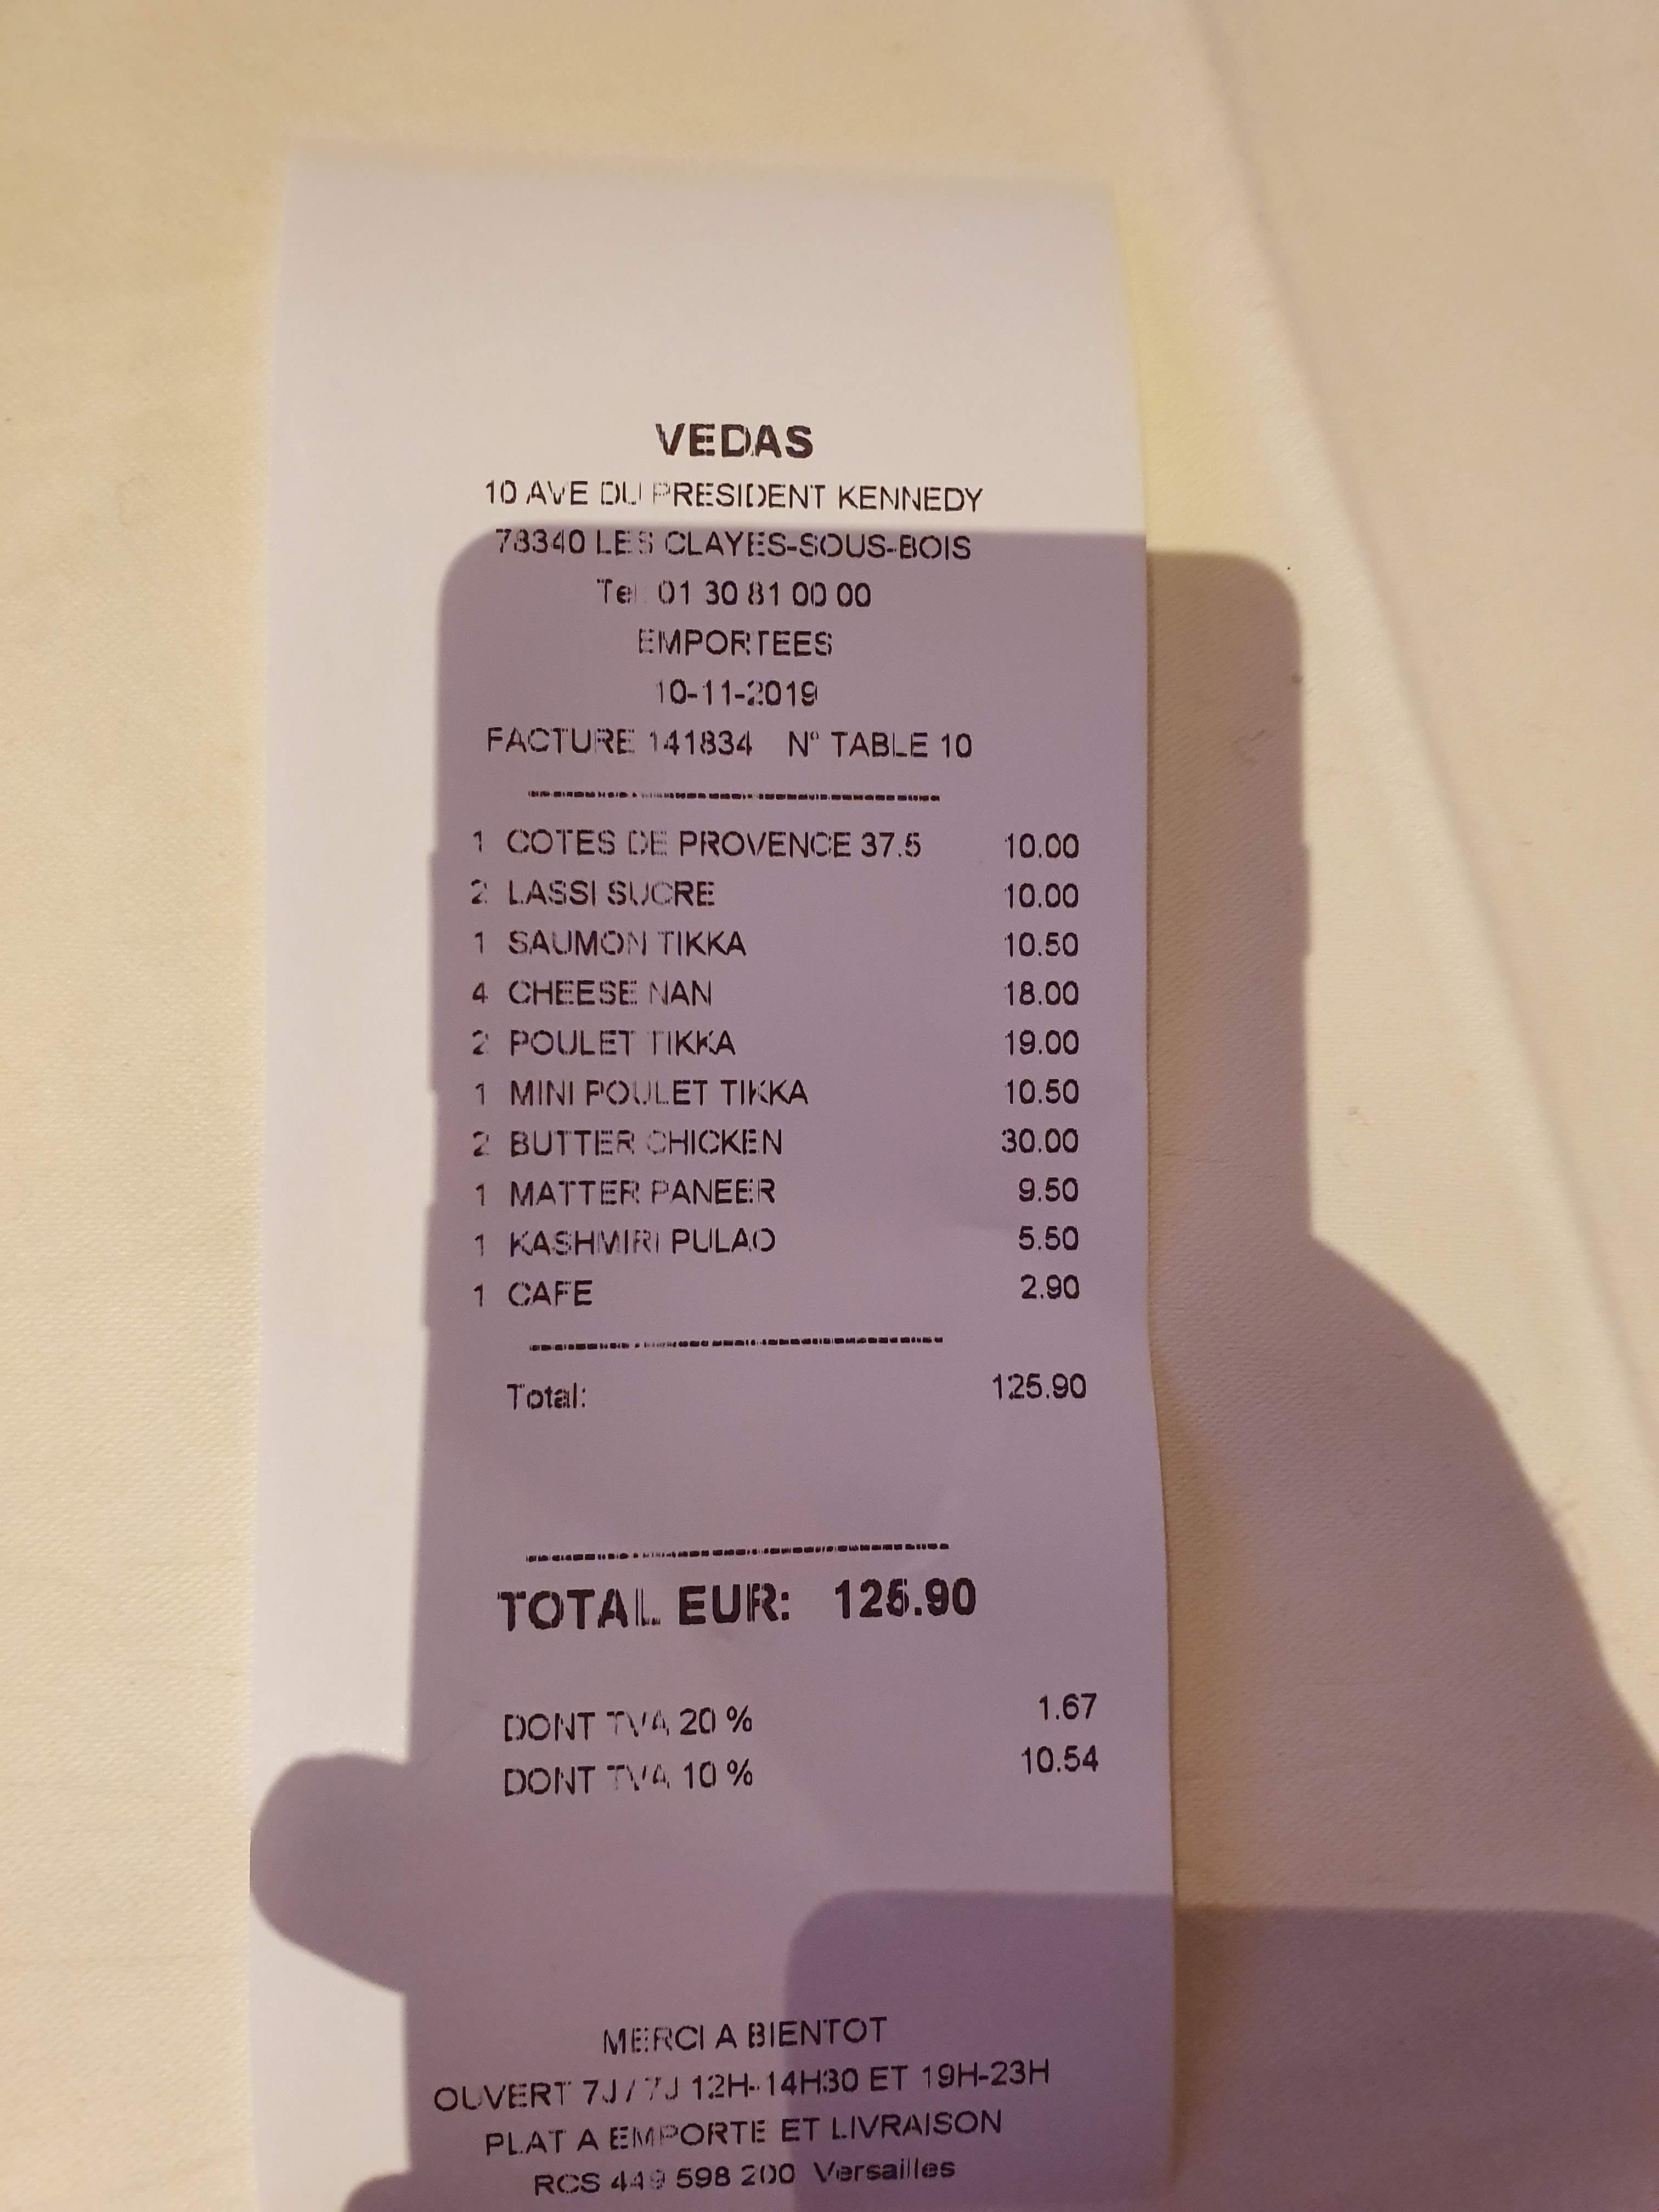 VEDAS
10 AVE DU PRESIDENT KENNEDY
78340 LES CLAYES-SOUS-BOIS
Tel 01 30 81 00 00
EMPORTEES
10-11-2019
FACTURE 141834 N° TABLE 10
1 COTES DE PROVENCE 37.5 10.00
2 LASSI SUCRE 10.00
1 SAUMON TIKKA 10.50
4 CHEESE NAN 18.00
2 POULET TIKKA 19.00
1 MINI POULET TIKKA 10.50
2 BUTTER CHICKEN 30.00
1 MATTER PANEER 9.50
1 KASHMIRI PULAO 5.50
1 CAFE 2.90
Total: 125.90
TOTAL EUR: 125.90
DONT TVA 20 % 1.67
DONT TVA 10 % 10.54
MERCI A BIENTOT
OUVERT 7J / 7J 12H-14H30 ET 19H-23H
PLAT A EMPORTE ET LIVRAISON
RCS 449 598 200 Versailles